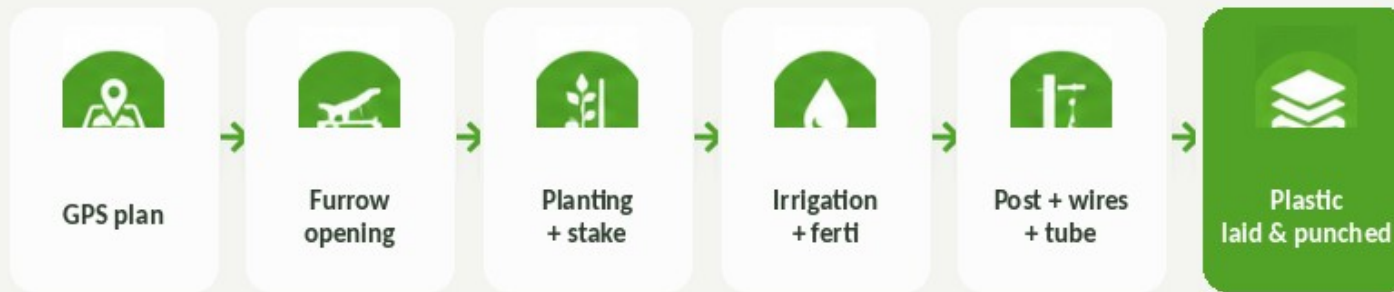 GPS plan
Furrow
opening
Planting
+ stake
Irrigation
+ ferti
Post + wires
+ tube
Plastic
laid & punched